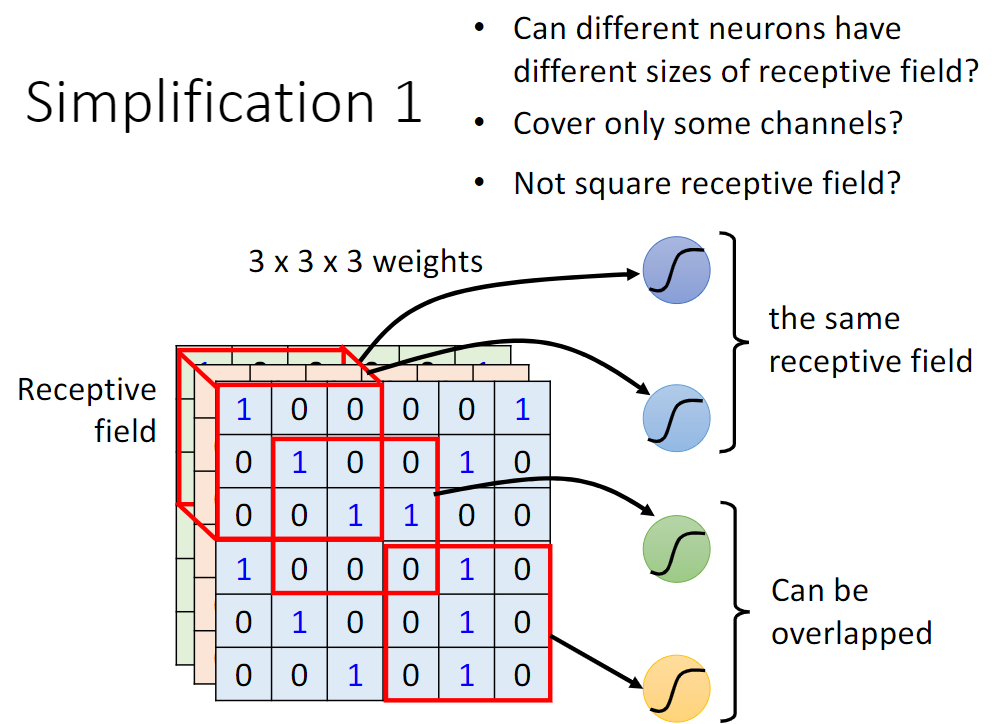 Simplification 1
• Can different neurons have
different sizes of receptive field?
• Cover only some channels?
• Not square receptive field?
3 x 3 x 3 weights
the same
receptive field
Receptive
field
1 0 0 0 0 1
0 1 0 0 1 0
0 0 1 1 0 0
1 0 0 0 1 0
0 1 0 0 1 0
0 0 1 0 1 0
Can be
overlapped